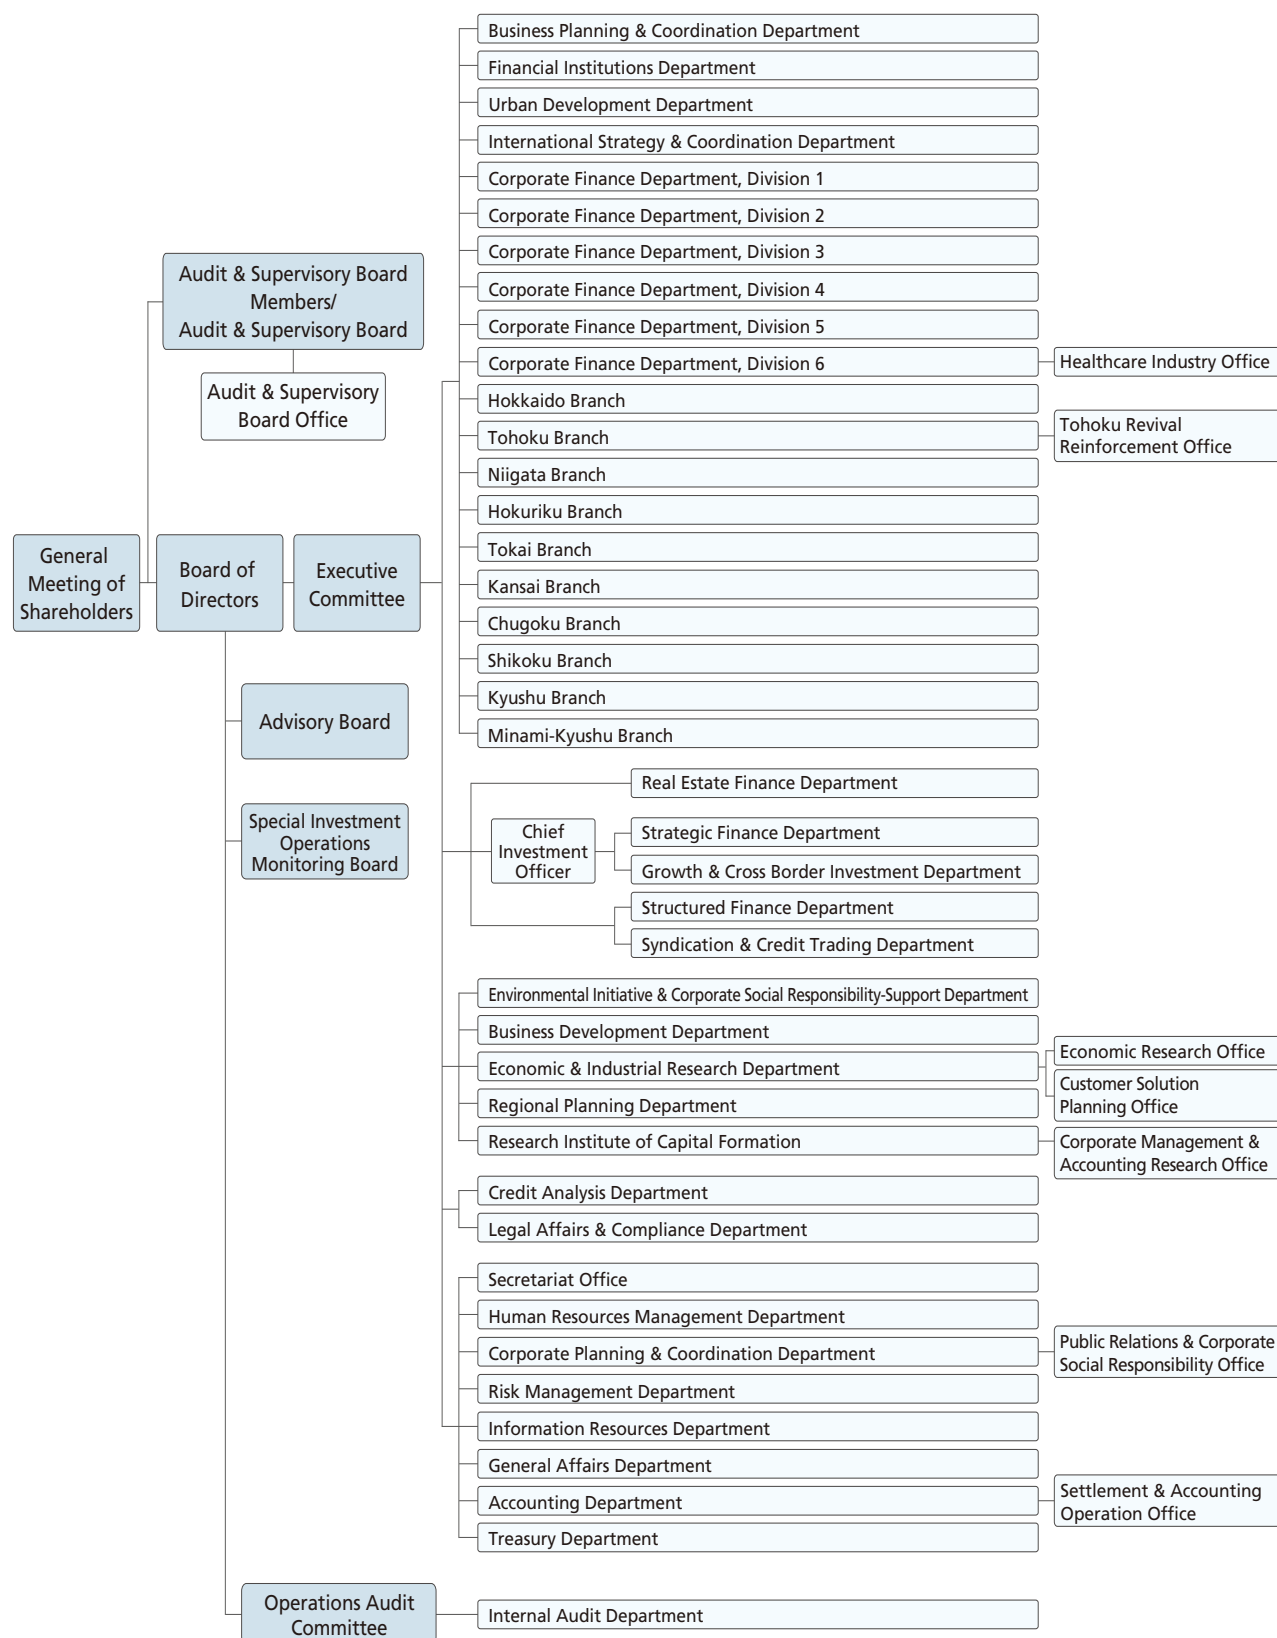 General
Meeting of
Shareholders
Audit & Supervisory Board
Members/
Audit & Supervisory Board
Audit & Supervisory
Board Office
Board of
Directors
Executive
Committee
Advisory Board
Special Investment
Operations
Monitoring Board
Business Planning & Coordination Department
Financial Institutions Department
Urban Development Department
International Strategy & Coordination Department
Corporate Finance Department, Division 1
Corporate Finance Department, Division 2
Corporate Finance Department, Division 3
Corporate Finance Department, Division 4
Corporate Finance Department, Division 5
Corporate Finance Department, Division 6
Healthcare Industry Office
Hokkaido Branch
Tohoku Branch
Tohoku Revival
Reinforcement Office
Niigata Branch
Hokuriku Branch
Tokai Branch
Kansai Branch
Chugoku Branch
Shikoku Branch
Kyushu Branch
Minami-Kyushu Branch
Real Estate Finance Department
Chief
Investment
Officer
Strategic Finance Department
Growth & Cross Border Investment Department
Structured Finance Department
Syndication & Credit Trading Department
Environmental Initiative & Corporate Social Responsibility-Support Department
Business Development Department
Economic & Industrial Research Department
Economic Research Office
Customer Solution
Planning Office
Regional Planning Department
Research Institute of Capital Formation
Corporate Management &
Accounting Research Office
Credit Analysis Department
Legal Affairs & Compliance Department
Secretariat Office
Human Resources Management Department
Corporate Planning & Coordination Department
Public Relations & Corporate
Social Responsibility Office
Risk Management Department
Information Resources Department
General Affairs Department
Accounting Department
Settlement & Accounting
Operation Office
Treasury Department
Operations Audit
Committee
Internal Audit Department